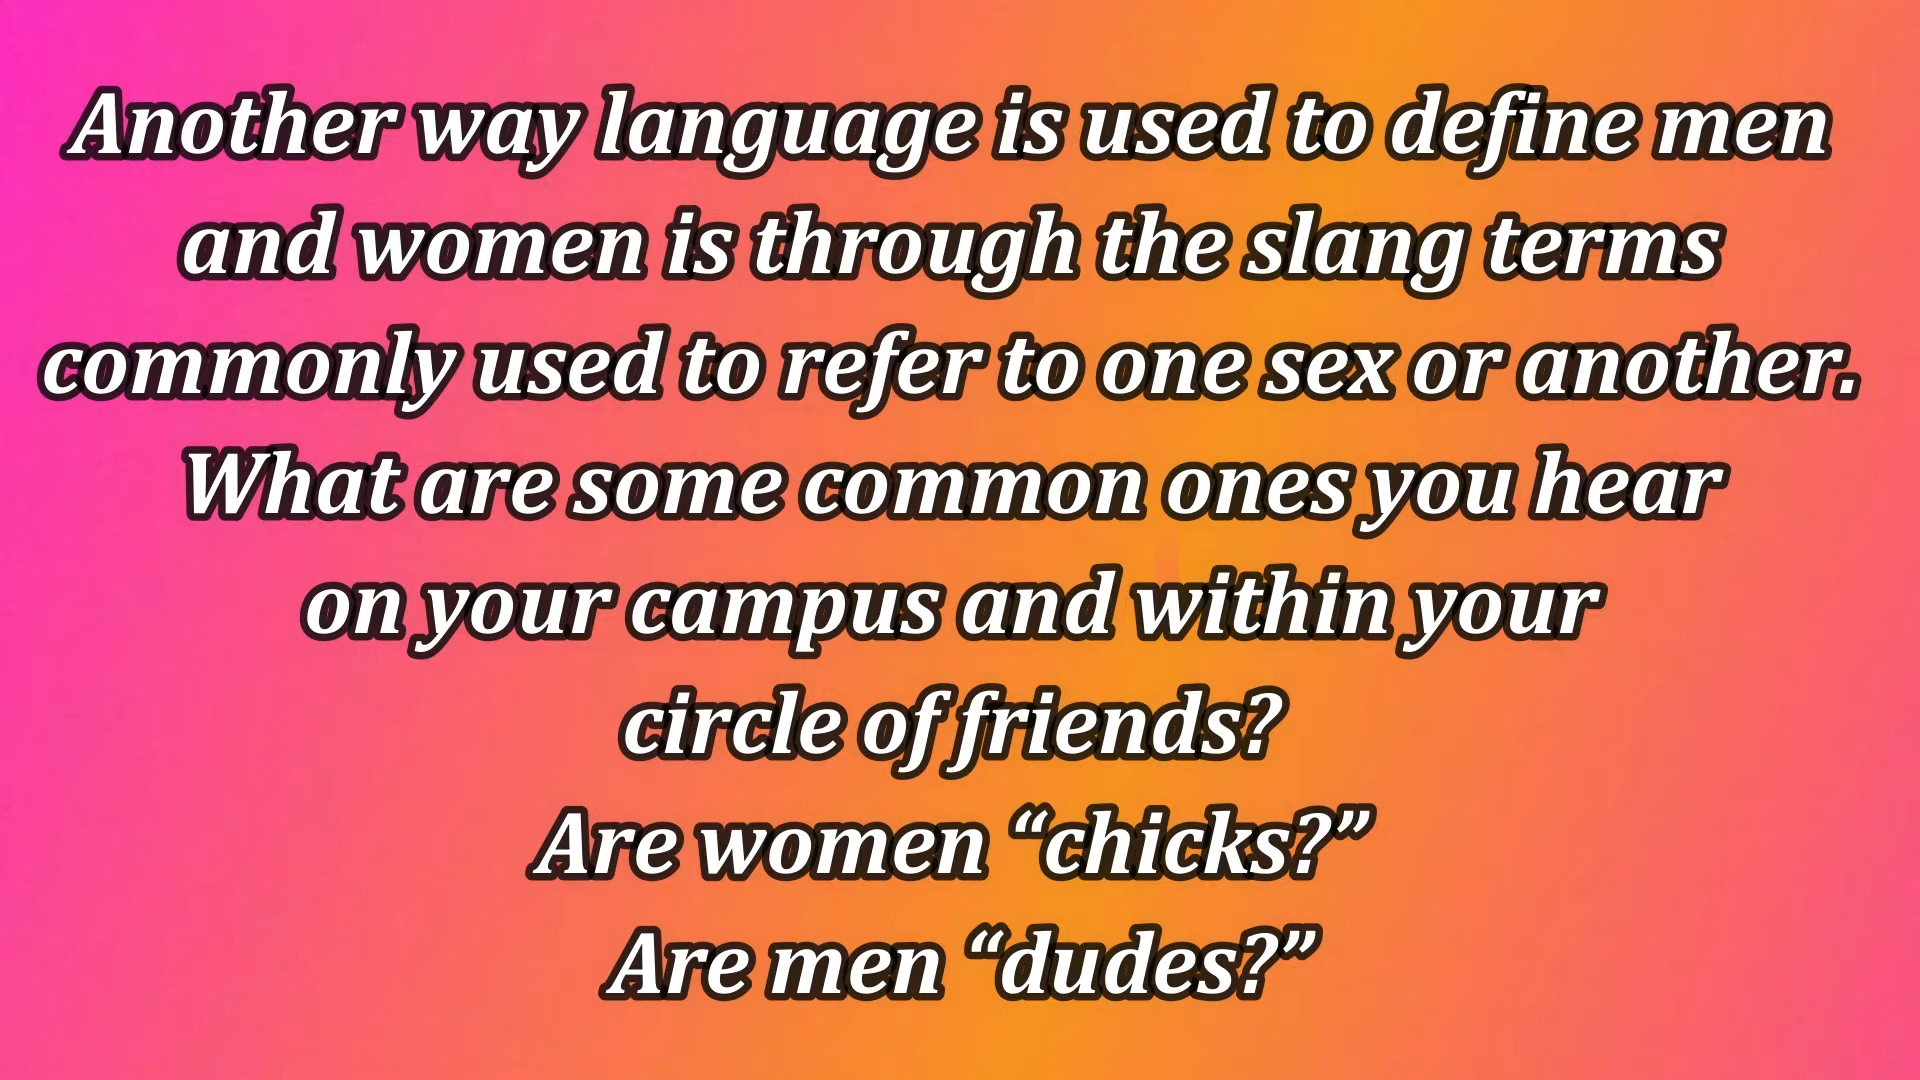 Another way language is used to define men
and women is through the slang terms
commonly used to refer to one sex or another.
What are some common ones you hear
on your campus and within your
circle of friends?
Are women “chicks?”
Are men “dudes?”